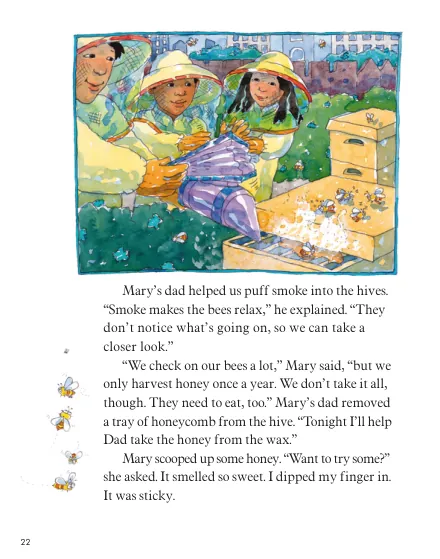 Mary’s dad helped us puff smoke into the hives.
“Smoke makes the bees relax,” he explained. “They
don’t notice what’s going on, so we can take a
closer look.”
“We check on our bees a lot,” Mary said, “but we
only harvest honey once a year. We don’t take it all,
though. They need to eat, too.” Mary’s dad removed
a tray of honeycomb from the hive. “Tonight I’ll help
Dad take the honey from the wax.”
Mary scooped up some honey. “Want to try some?”
she asked. It smelled so sweet. I dipped my finger in.
It was sticky.
22